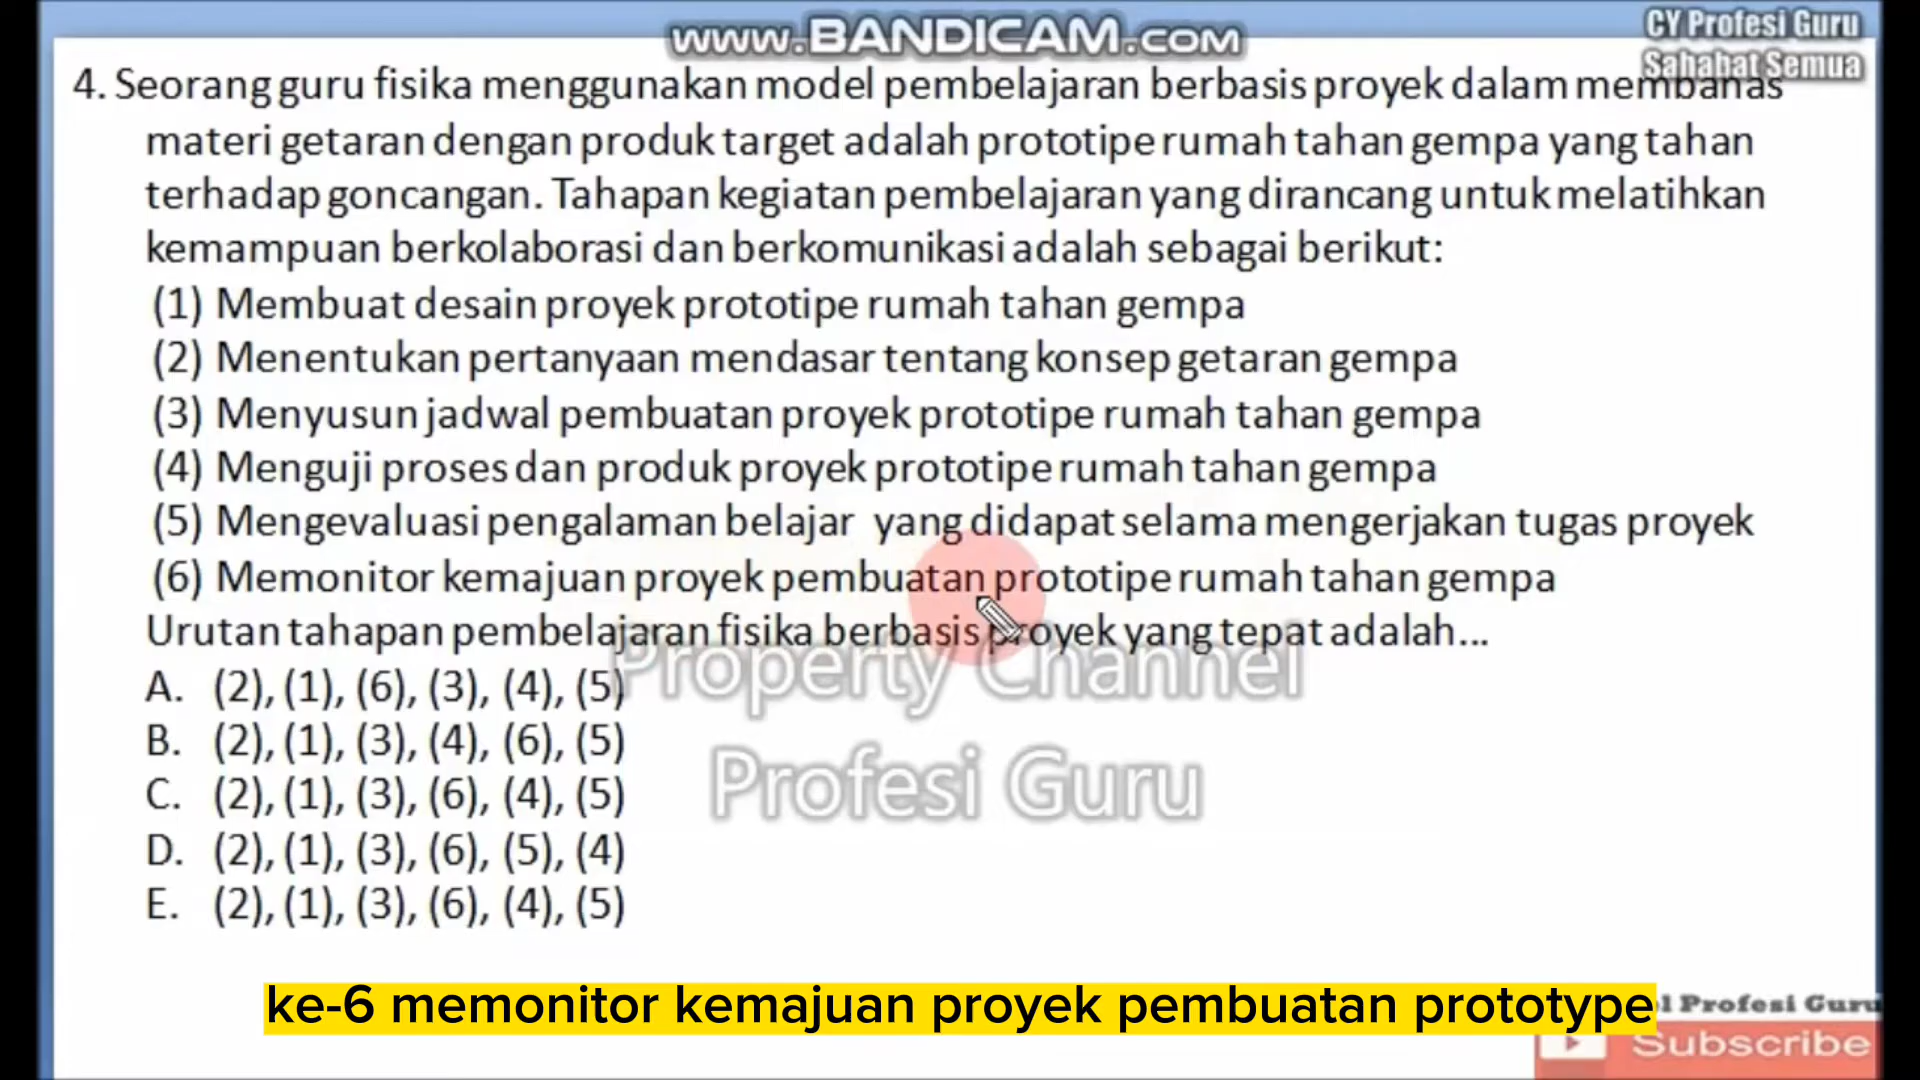 www.BANDICAM.com
CY Profesi Guru
Sahabat Semua
4. Seorang guru fisika menggunakan model pembelajaran berbasis proyek dalam membahas
materi getaran dengan produk target adalah prototipe rumah tahan gempa yang tahan
terhadap goncangan. Tahapan kegiatan pembelajaran yang dirancang untuk melatihkan
kemampuan berkolaborasi dan berkomunikasi adalah sebagai berikut:
(1) Membuat desain proyek prototipe rumah tahan gempa
(2) Menentukan pertanyaan mendasar tentang konsep getaran gempa
(3) Menyusun jadwal pembuatan proyek prototipe rumah tahan gempa
(4) Menguji proses dan produk proyek prototipe rumah tahan gempa
(5) Mengevaluasi pengalaman belajar yang didapat selama mengerjakan tugas proyek
(6) Memonitor kemajuan proyek pembuatan prototipe rumah tahan gempa
Urutan tahapan pembelajaran fisika berbasis proyek yang tepat adalah...
Property Channel
Profesi Guru
A. (2), (1), (6), (3), (4), (5)
B. (2), (1), (3), (4), (6), (5)
C. (2), (1), (3), (6), (4), (5)
D. (2), (1), (3), (6), (5), (4)
E. (2), (1), (3), (6), (4), (5)
ke-6 memonitor kemajuan proyek pembuatan prototype
l Profesi Guru
Subscribe